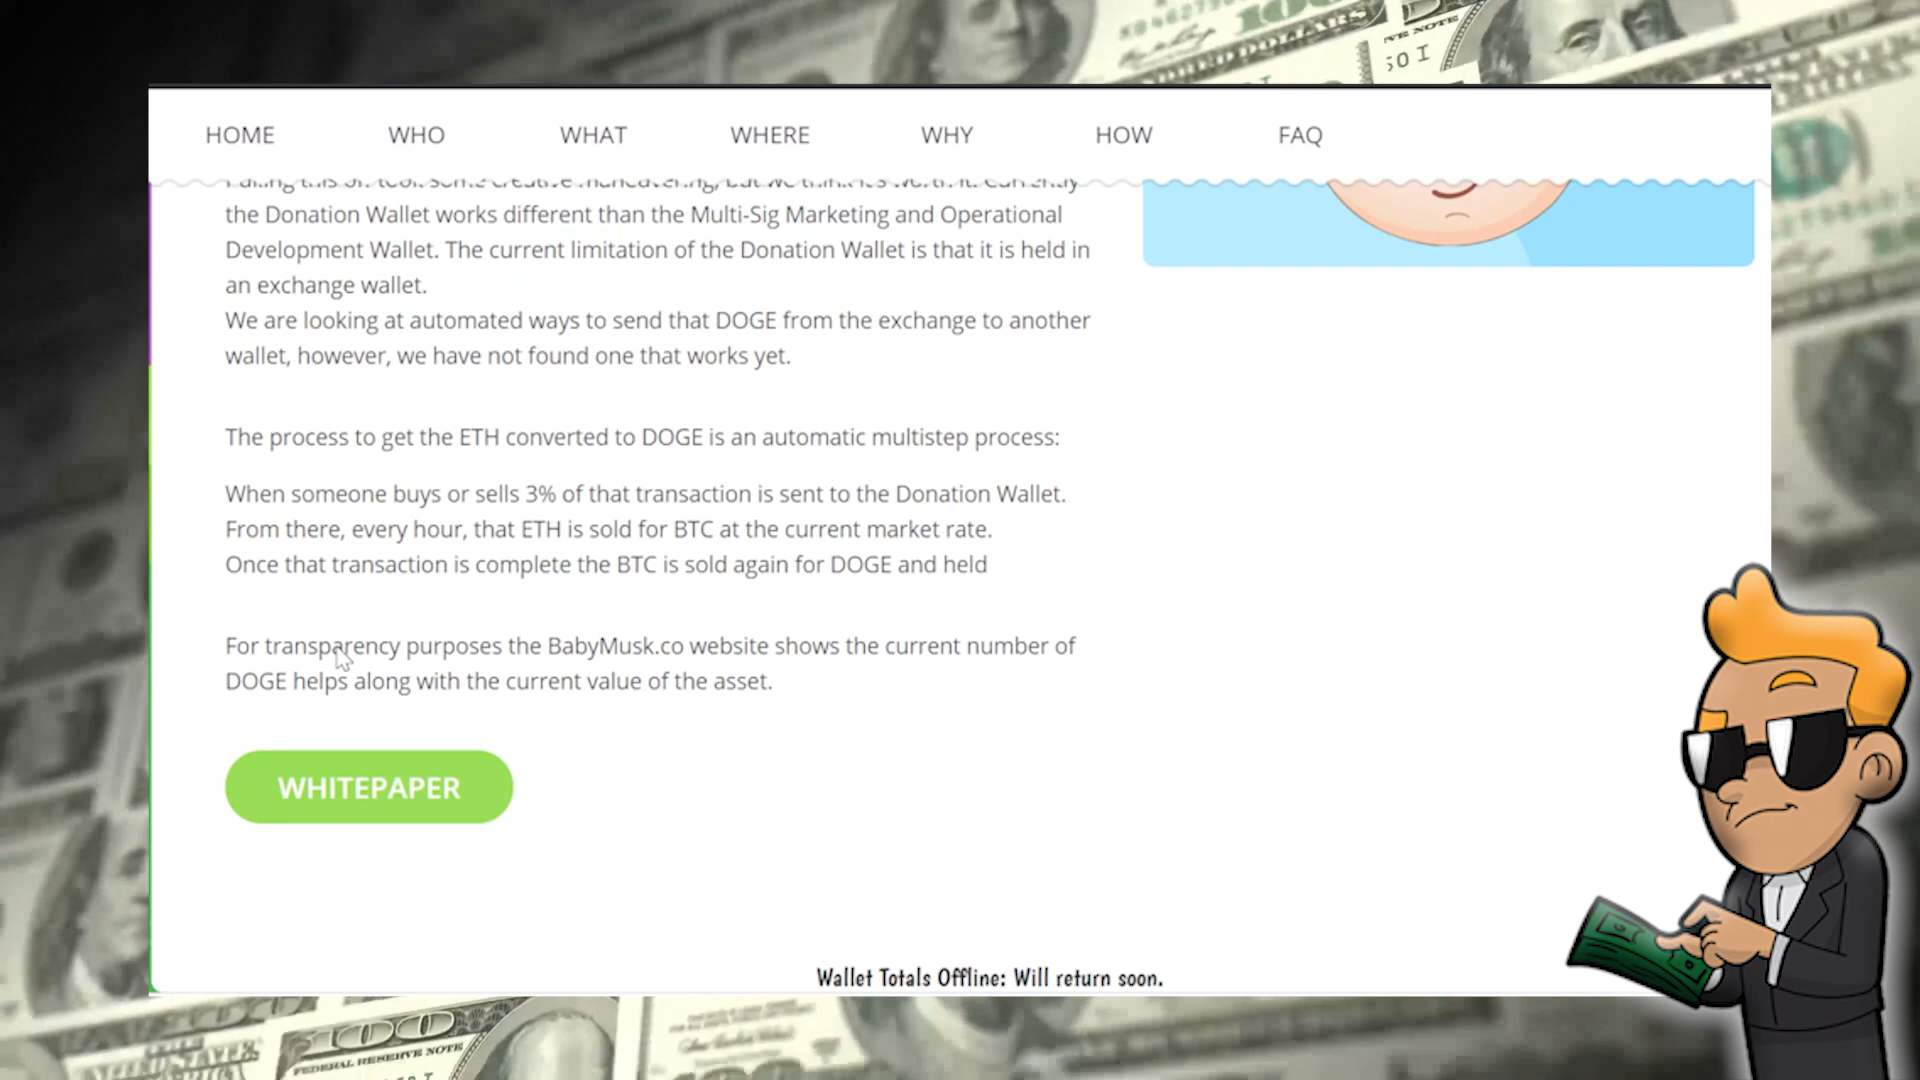 HOME WHO WHAT WHERE WHY HOW FAQ
the Donation Wallet works different than the Multi-Sig Marketing and Operational
Development Wallet. The current limitation of the Donation Wallet is that it is held in
an exchange wallet.
We are looking at automated ways to send that DOGE from the exchange to another
wallet, however, we have not found one that works yet.
The process to get the ETH converted to DOGE is an automatic multistep process:
When someone buys or sells 3% of that transaction is sent to the Donation Wallet.
From there, every hour, that ETH is sold for BTC at the current market rate.
Once that transaction is complete the BTC is sold again for DOGE and held
For transparency purposes the BabyMusk.co website shows the current number of
DOGE helps along with the current value of the asset.
WHITEPAPER
Wallet Totals Offline: Will return soon.
100
FEDERAL RESERVE NOTE